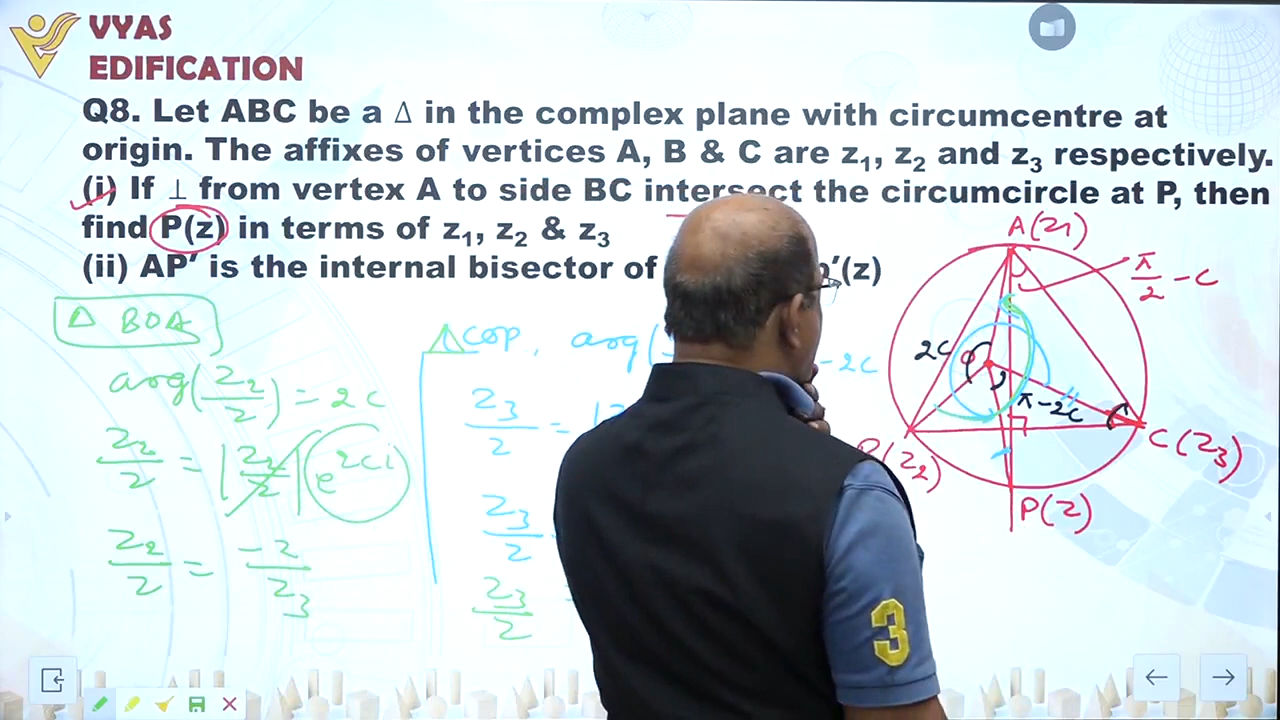 VYAS
EDIFICATION
Q8. Let ABC be a Δ in the complex plane with circumcentre at
origin. The affixes of vertices A, B & C are z₁, z₂ and z₃ respectively.
(i) If ⊥ from vertex A to side BC intersect the circumcircle at P, then
find P(z) in terms of z₁, z₂ & z₃
(ii) AP′ is the internal bisector of ′(z)
A(z1)
π/2 - C
2C
π-2C
(z2)
C(z3)
P(z)
Δ BOA
arg(z2/z) = 2C
z2/z = |z2/z| e^2Ci
z2/z = -z/z3
Δ COP, arg( -2C
z3/z =
z3/z
z3/z
3